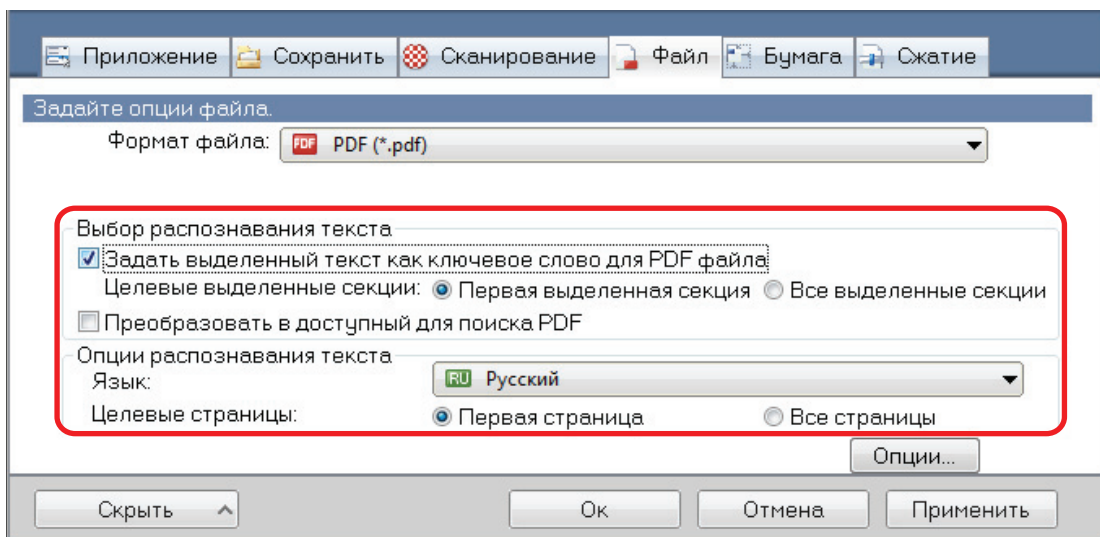 Приложение Сохранить Сканирование Файл Бумага Сжатие
Задайте опции файла.
Формат файла: PDF PDF (*.pdf)
Выбор распознавания текста
Задать выделенный текст как ключевое слово для PDF файла
Целевые выделенные секции: Первая выделенная секция Все выделенные секции
Преобразовать в доступный для поиска PDF
Опции распознавания текста
Язык: RU Русский
Целевые страницы: Первая страница Все страницы
Опции...
Скрыть Ок Отмена Применить